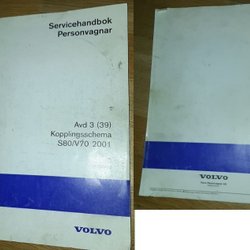 Servicehandbok
Personvagnar
Avd 3 (39)
Kopplingsschema
S80/V70 2001
VOLVO
VOLVO